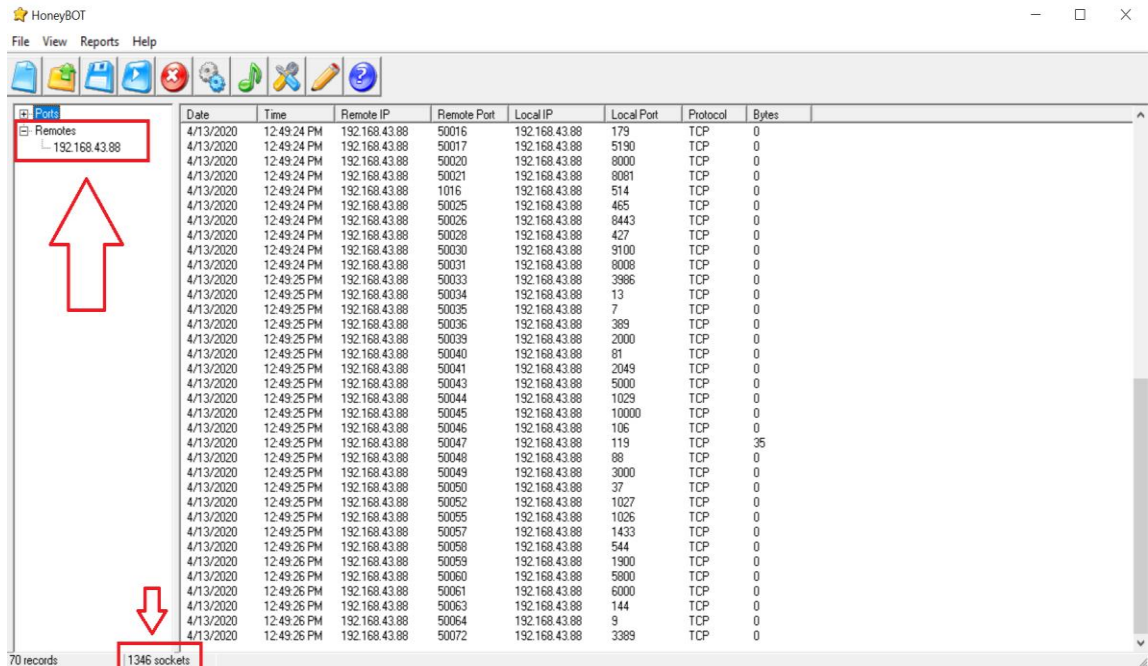 HoneyBOT
File View Reports Help
Ports
Remotes
192.168.43.88
Date Time Remote IP Remote Port Local IP Local Port Protocol Bytes
4/13/2020 12:49:24 PM 192.168.43.88 50016 192.168.43.88 179 TCP 0
4/13/2020 12:49:24 PM 192.168.43.88 50017 192.168.43.88 5190 TCP 0
4/13/2020 12:49:24 PM 192.168.43.88 50020 192.168.43.88 8000 TCP 0
4/13/2020 12:49:24 PM 192.168.43.88 50021 192.168.43.88 8081 TCP 0
4/13/2020 12:49:24 PM 192.168.43.88 1016 192.168.43.88 514 TCP 0
4/13/2020 12:49:24 PM 192.168.43.88 50025 192.168.43.88 465 TCP 0
4/13/2020 12:49:24 PM 192.168.43.88 50026 192.168.43.88 8443 TCP 0
4/13/2020 12:49:24 PM 192.168.43.88 50028 192.168.43.88 427 TCP 0
4/13/2020 12:49:24 PM 192.168.43.88 50030 192.168.43.88 9100 TCP 0
4/13/2020 12:49:24 PM 192.168.43.88 50031 192.168.43.88 8008 TCP 0
4/13/2020 12:49:25 PM 192.168.43.88 50033 192.168.43.88 3986 TCP 0
4/13/2020 12:49:25 PM 192.168.43.88 50034 192.168.43.88 13 TCP 0
4/13/2020 12:49:25 PM 192.168.43.88 50035 192.168.43.88 7 TCP 0
4/13/2020 12:49:25 PM 192.168.43.88 50036 192.168.43.88 389 TCP 0
4/13/2020 12:49:25 PM 192.168.43.88 50039 192.168.43.88 2000 TCP 0
4/13/2020 12:49:25 PM 192.168.43.88 50040 192.168.43.88 81 TCP 0
4/13/2020 12:49:25 PM 192.168.43.88 50041 192.168.43.88 2049 TCP 0
4/13/2020 12:49:25 PM 192.168.43.88 50043 192.168.43.88 5000 TCP 0
4/13/2020 12:49:25 PM 192.168.43.88 50044 192.168.43.88 1029 TCP 0
4/13/2020 12:49:25 PM 192.168.43.88 50045 192.168.43.88 10000 TCP 0
4/13/2020 12:49:25 PM 192.168.43.88 50046 192.168.43.88 106 TCP 0
4/13/2020 12:49:25 PM 192.168.43.88 50047 192.168.43.88 119 TCP 35
4/13/2020 12:49:25 PM 192.168.43.88 50048 192.168.43.88 88 TCP 0
4/13/2020 12:49:25 PM 192.168.43.88 50049 192.168.43.88 3000 TCP 0
4/13/2020 12:49:25 PM 192.168.43.88 50050 192.168.43.88 37 TCP 0
4/13/2020 12:49:25 PM 192.168.43.88 50052 192.168.43.88 1027 TCP 0
4/13/2020 12:49:25 PM 192.168.43.88 50055 192.168.43.88 1026 TCP 0
4/13/2020 12:49:25 PM 192.168.43.88 50057 192.168.43.88 1433 TCP 0
4/13/2020 12:49:26 PM 192.168.43.88 50058 192.168.43.88 544 TCP 0
4/13/2020 12:49:26 PM 192.168.43.88 50059 192.168.43.88 1900 TCP 0
4/13/2020 12:49:26 PM 192.168.43.88 50060 192.168.43.88 5800 TCP 0
4/13/2020 12:49:26 PM 192.168.43.88 50061 192.168.43.88 6000 TCP 0
4/13/2020 12:49:26 PM 192.168.43.88 50063 192.168.43.88 144 TCP 0
4/13/2020 12:49:26 PM 192.168.43.88 50064 192.168.43.88 9 TCP 0
4/13/2020 12:49:26 PM 192.168.43.88 50072 192.168.43.88 3389 TCP 0
70 records 1346 sockets